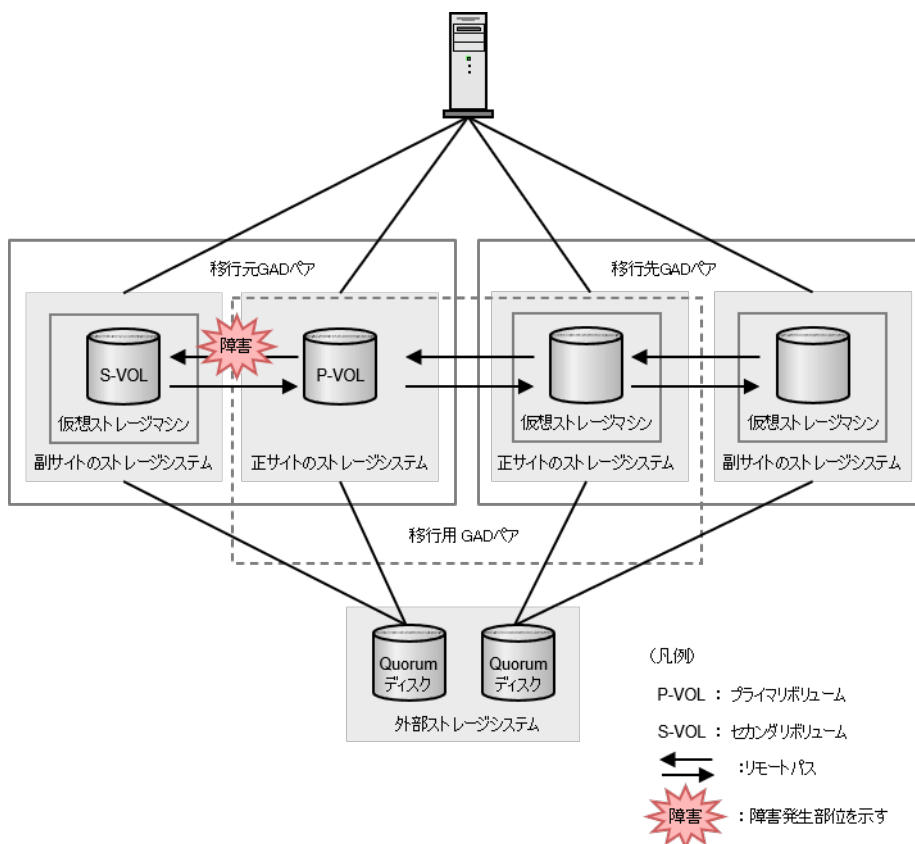 移行元GADペア
移行先GADペア
障害
S-VOL
P-VOL
仮想ストレージマシン
仮想ストレージマシン
仮想ストレージマシン
副サイトのストレージシステム
正サイトのストレージシステム
正サイトのストレージシステム
副サイトのストレージシステム
移行用 GADペア
Quorum
ディスク
Quorum
ディスク
外部ストレージシステム
(凡例)
P-VOL : プライマリボリューム
S-VOL : セカンダリボリューム
:リモートパス
障害 : 障害発生部位を示す